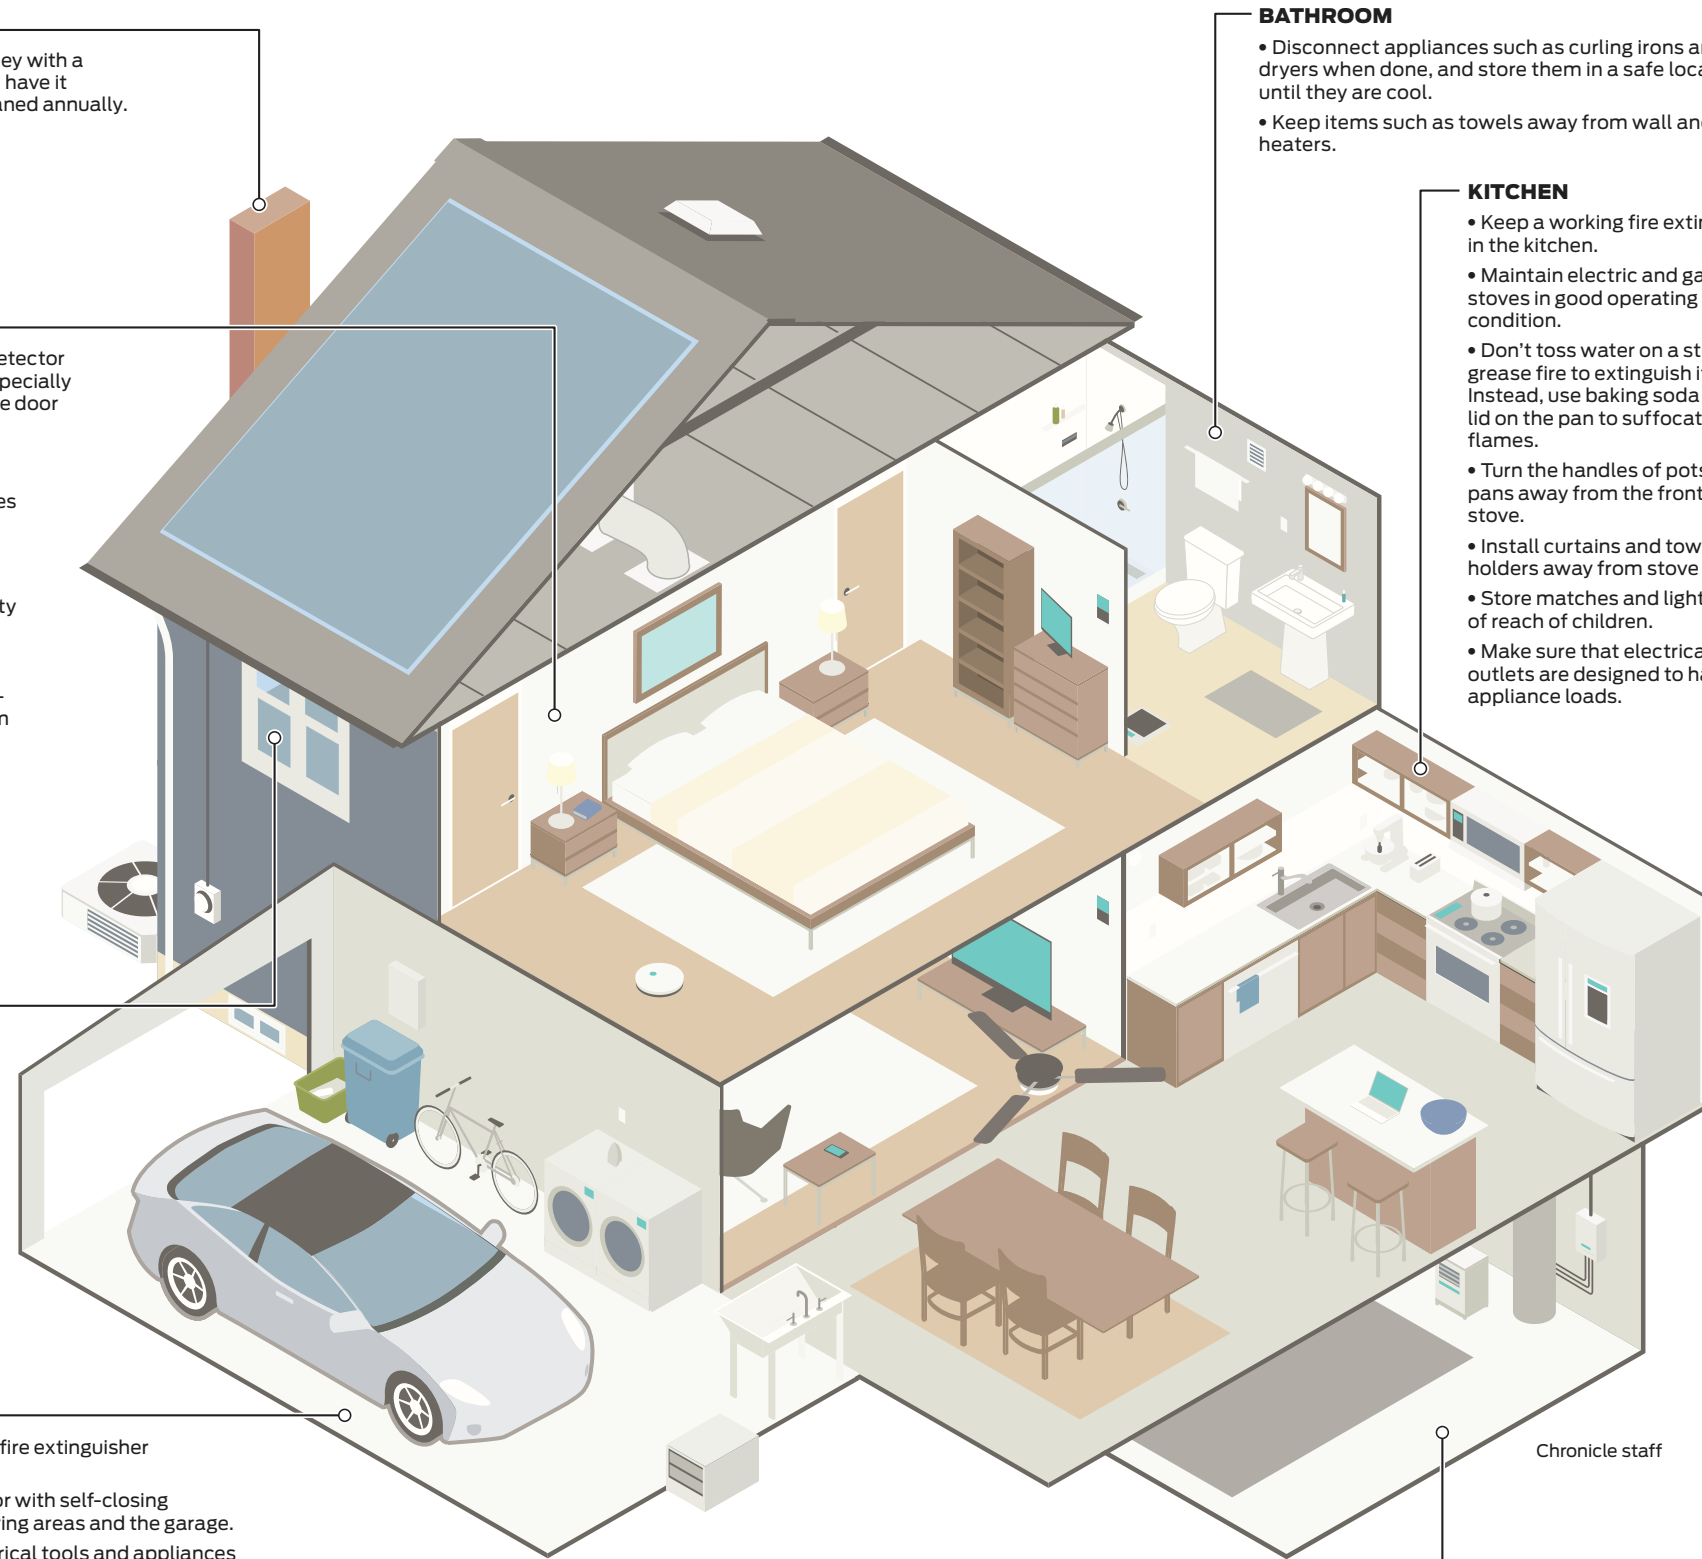 ey with a
have it
aned annually.
etector
specially
e door
es
ty
-
n
fire extinguisher
or with self-closing
ing areas and the garage.
rical tools and appliances
BATHROOM
• Disconnect appliances such as curling irons a
dryers when done, and store them in a safe loca
until they are cool.
• Keep items such as towels away from wall an
heaters.
KITCHEN
• Keep a working fire extin
in the kitchen.
• Maintain electric and ga
stoves in good operating
condition.
• Don’t toss water on a st
grease fire to extinguish i
Instead, use baking soda
lid on the pan to suffocat
flames.
• Turn the handles of pots
pans away from the front
stove.
• Install curtains and tow
holders away from stove
• Store matches and light
of reach of children.
• Make sure that electrica
outlets are designed to ha
appliance loads.
Chronicle staff